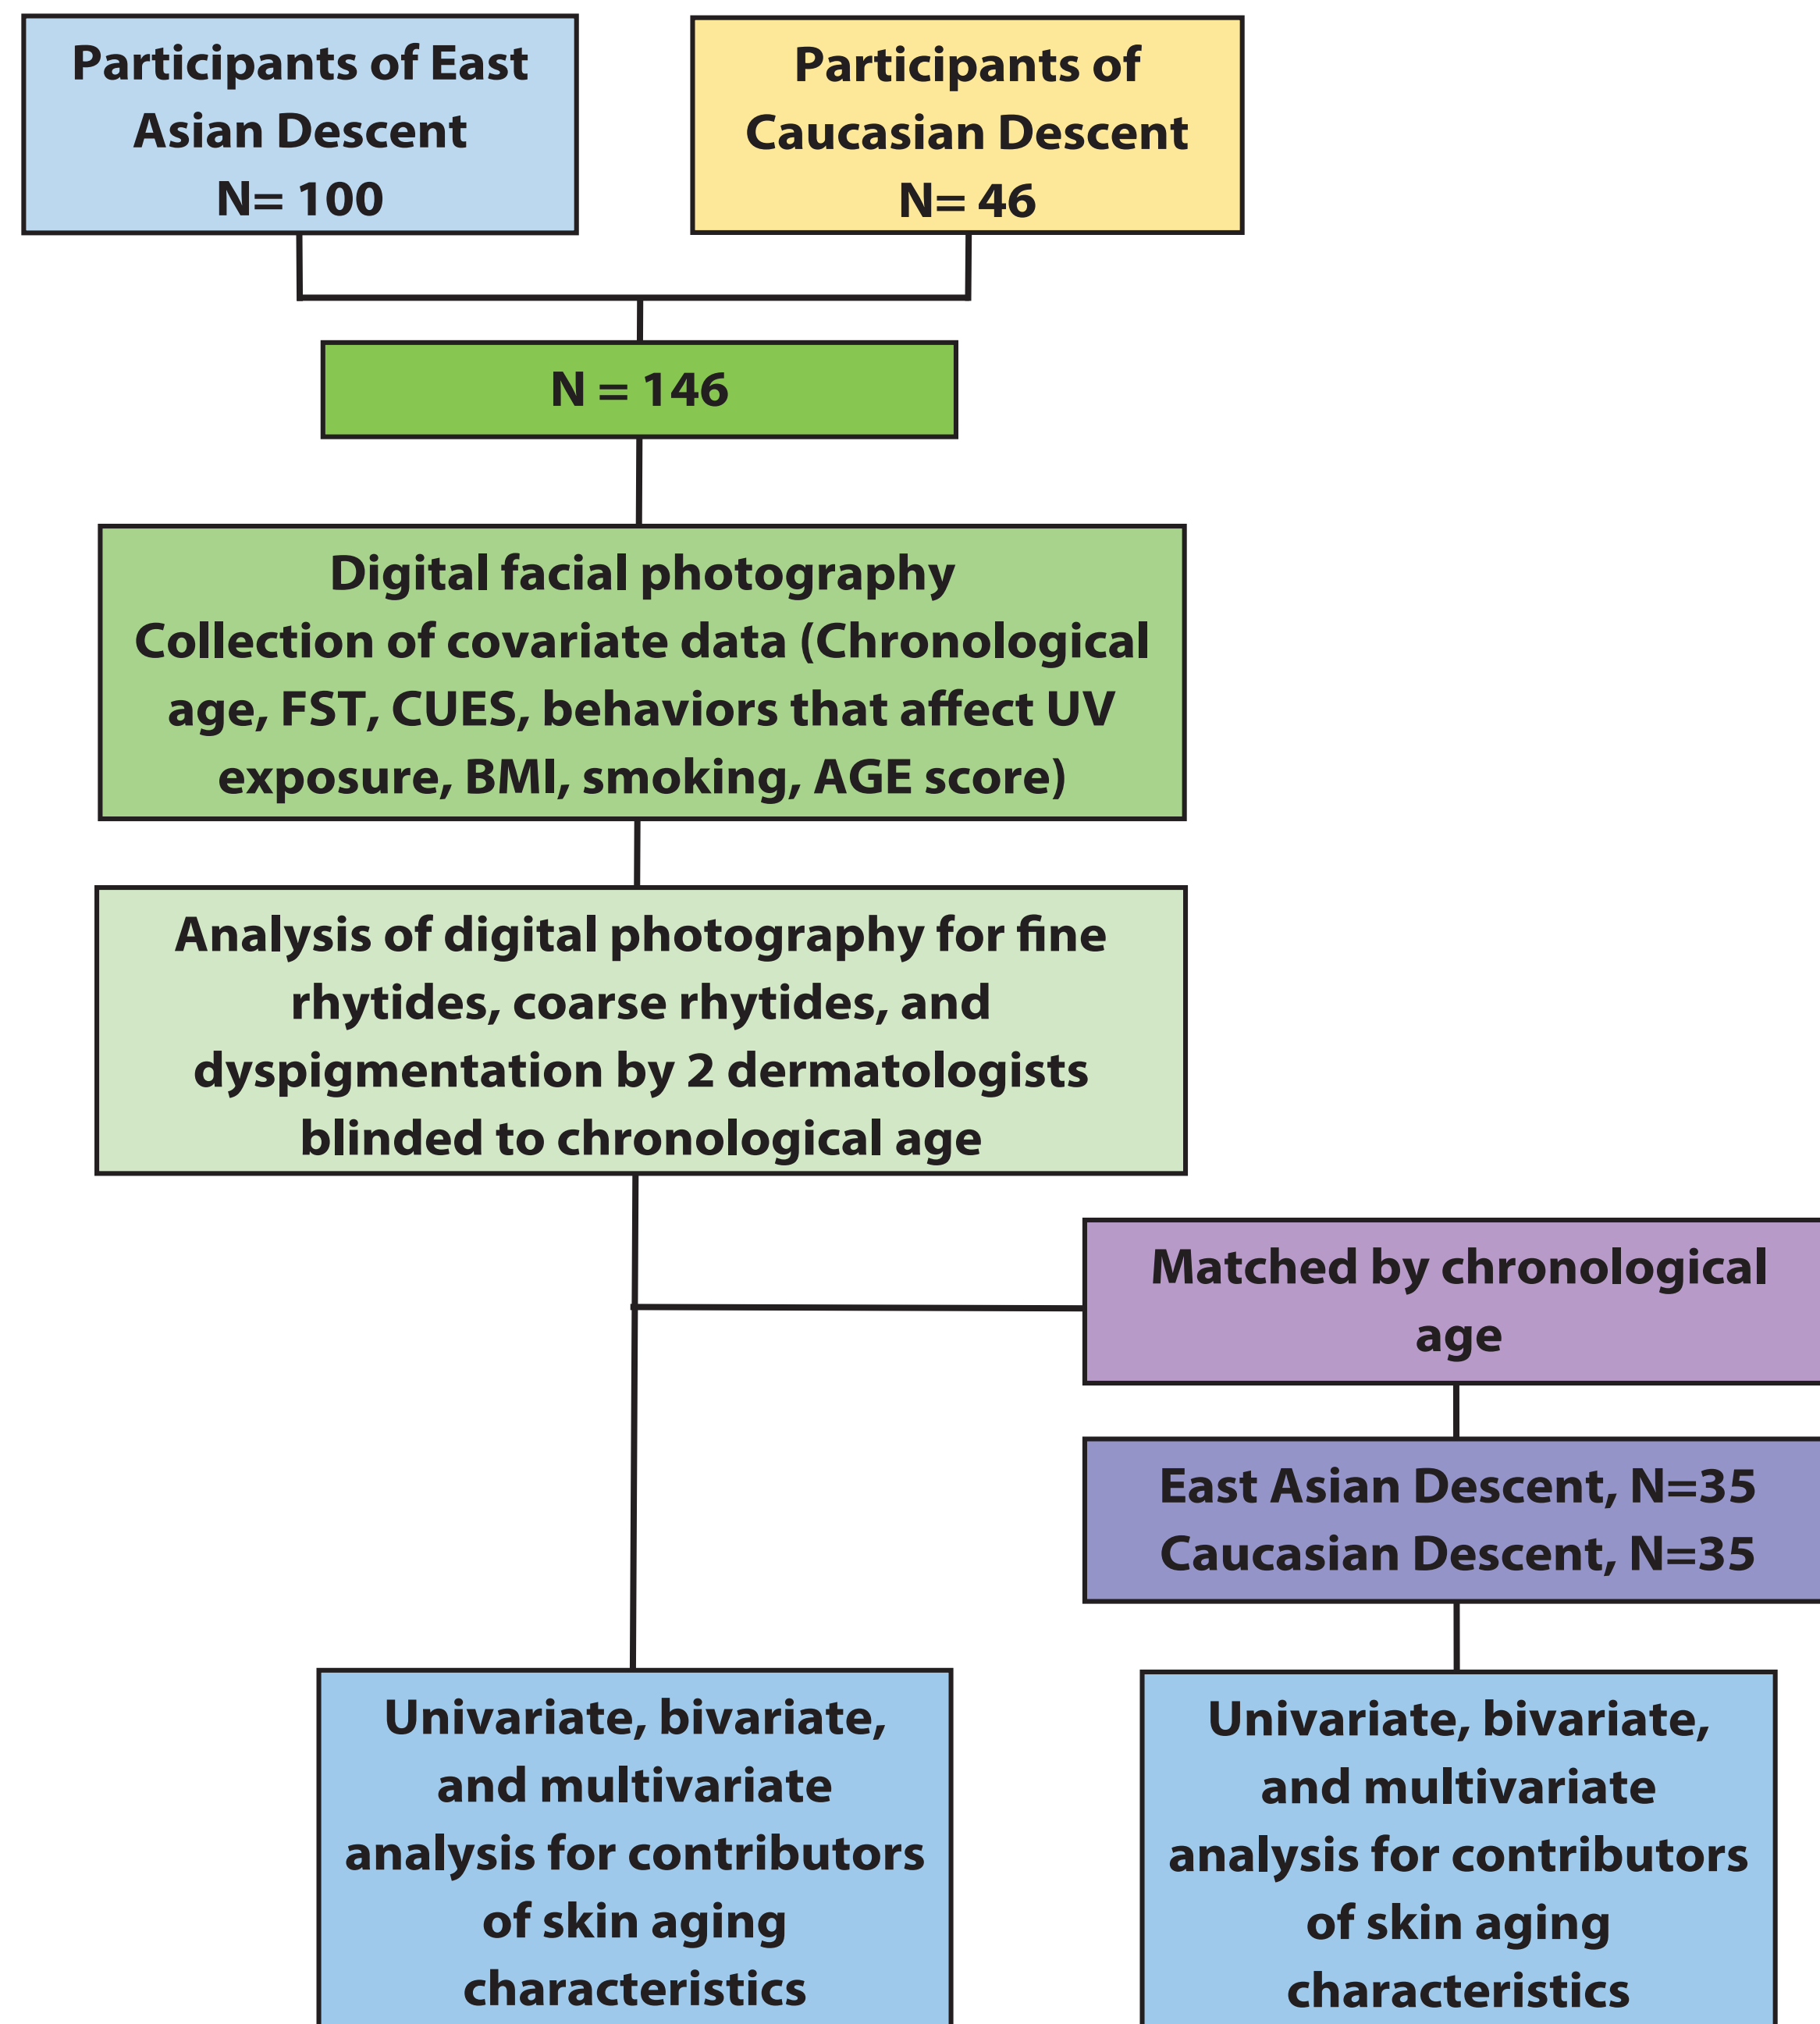 Participants of East
Asian Descent
N= 100
Participants of
Caucasian Descent
N= 46
N = 146
Digital facial photography
Collection of covariate data (Chronological
age, FST, CUES, behaviors that affect UV
exposure, BMI, smoking, AGE score)
Analysis of digital photography for fine
rhytides, coarse rhytides, and
dyspigmentation by 2 dermatologists
blinded to chronological age
Matched by chronological
age
East Asian Descent, N=35
Caucasian Descent, N=35
Univariate, bivariate,
and multivariate
analysis for contributors
of skin aging
characteristics
Univariate, bivariate,
and multivariate
analysis for contributors
of skin aging
characteristics